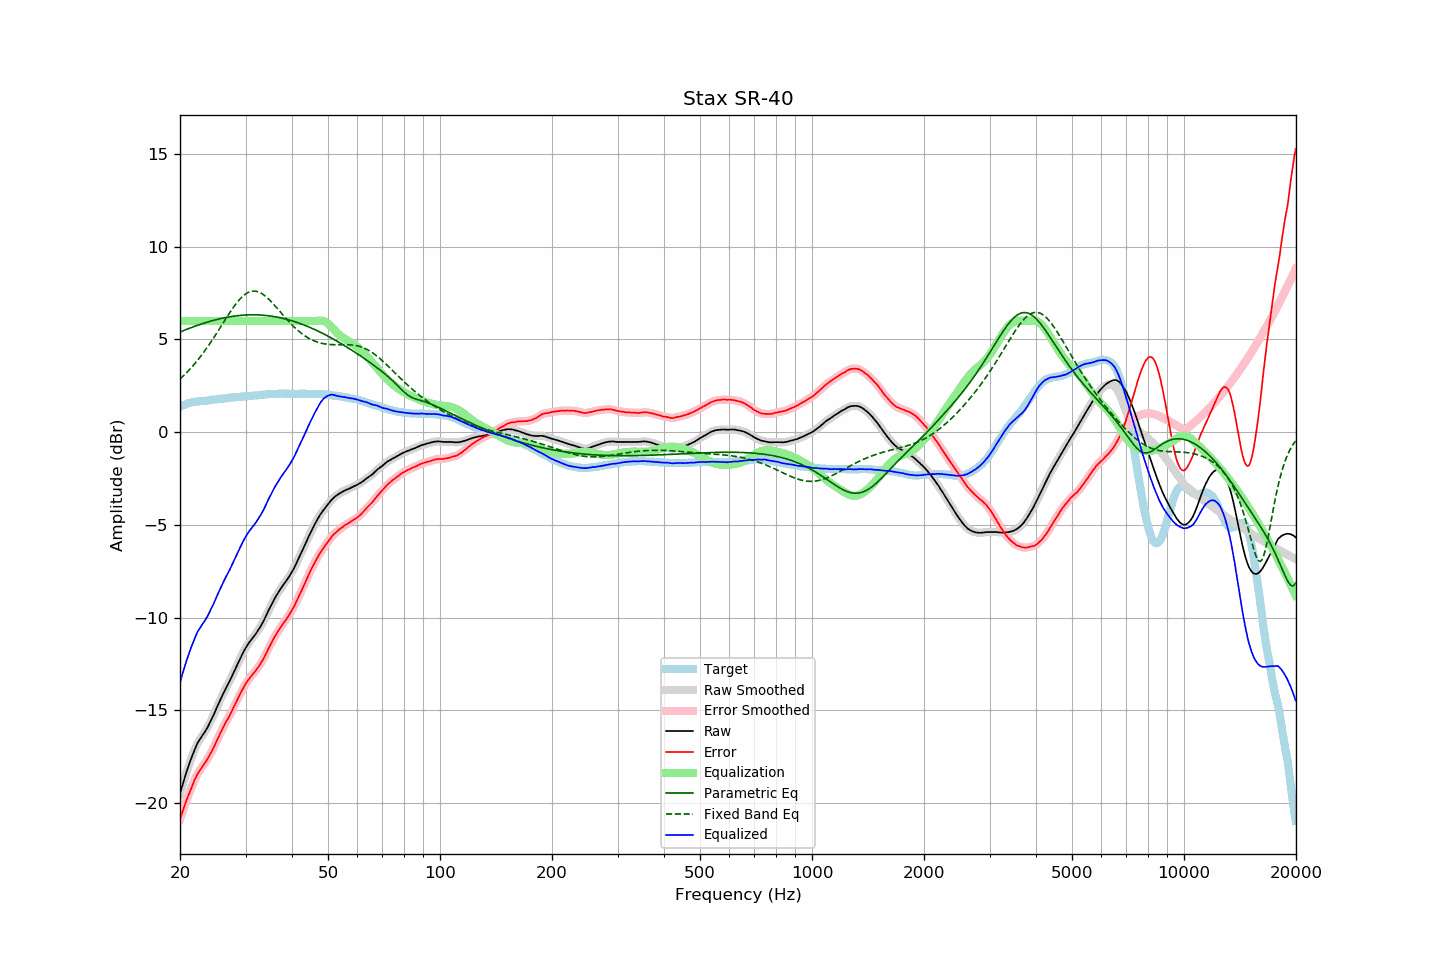 Stax SR-40
Amplitude (dBr)
15
10
5
0
−5
−10
−15
−20
Target
Raw Smoothed
Error Smoothed
Raw
Error
Equalization
Parametric Eq
Fixed Band Eq
Equalized
20 50 100 200 500 1000 2000 5000 10000 20000
Frequency (Hz)